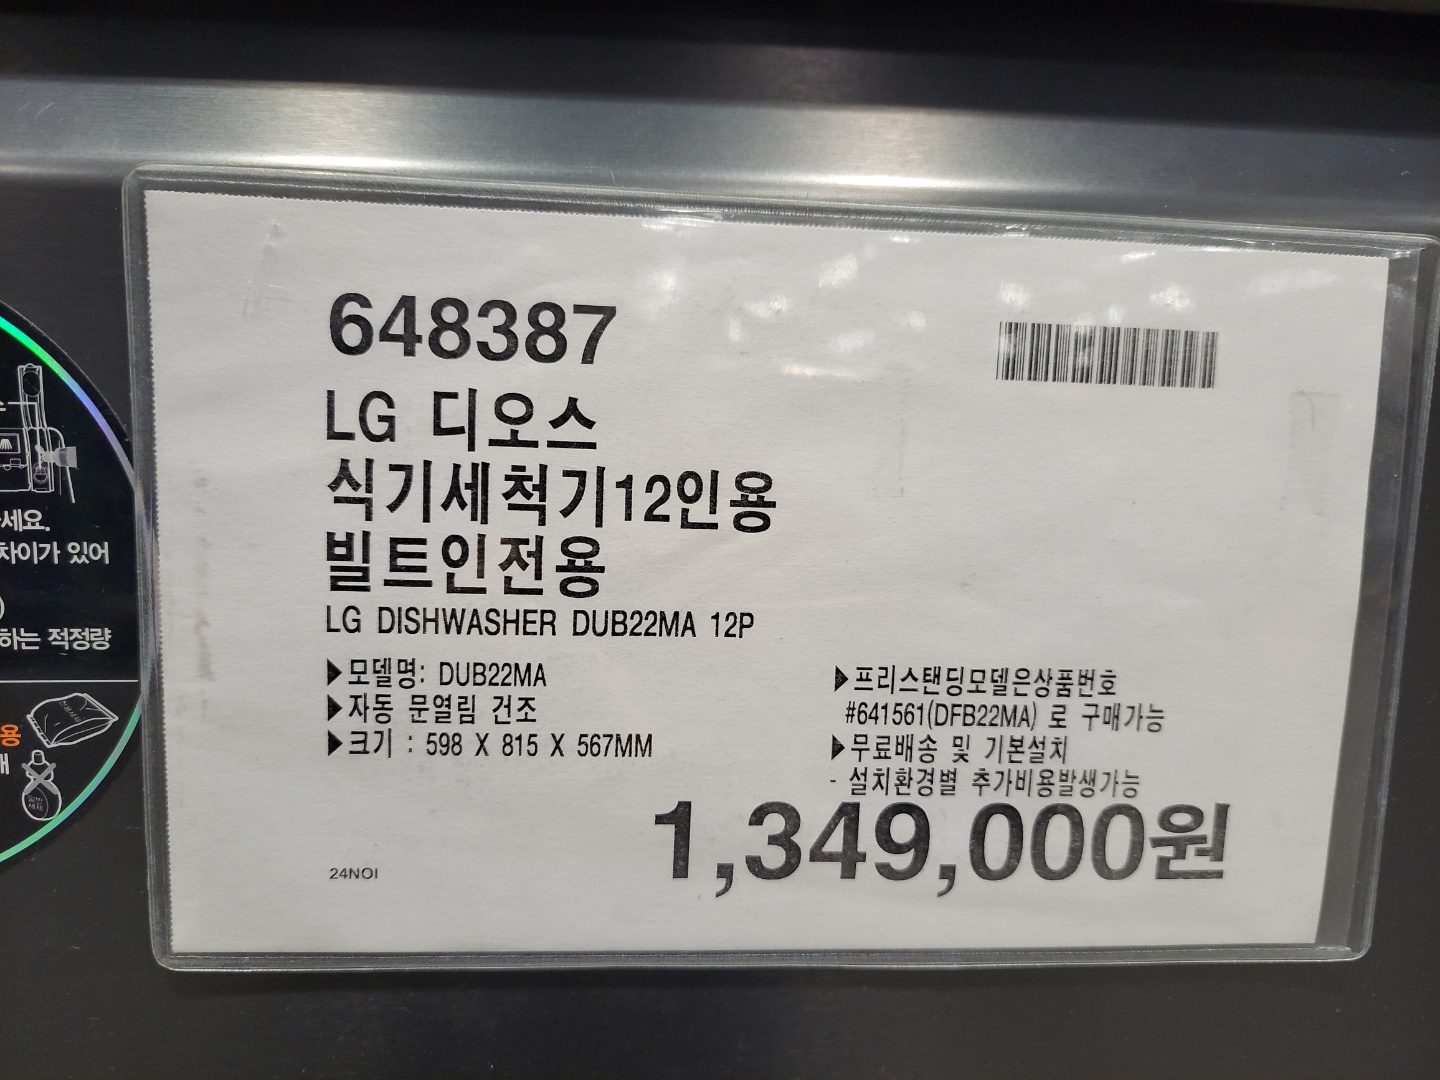 648387
LG 디오스
식기세척기12인용
빌트인전용
LG DISHWASHER DUB22MA 12P
▶모델명: DUB22MA
▶자동 문열림 건조
▶크기 : 598 X 815 X 567MM
▶프리스탠딩모델은상품번호
#641561(DFB22MA) 로 구매가능
▶무료배송 및 기본설치
- 설치환경별 추가비용발생가능
1,349,000원
24NOI
세요.
차이가 있어
하는 적정량
용